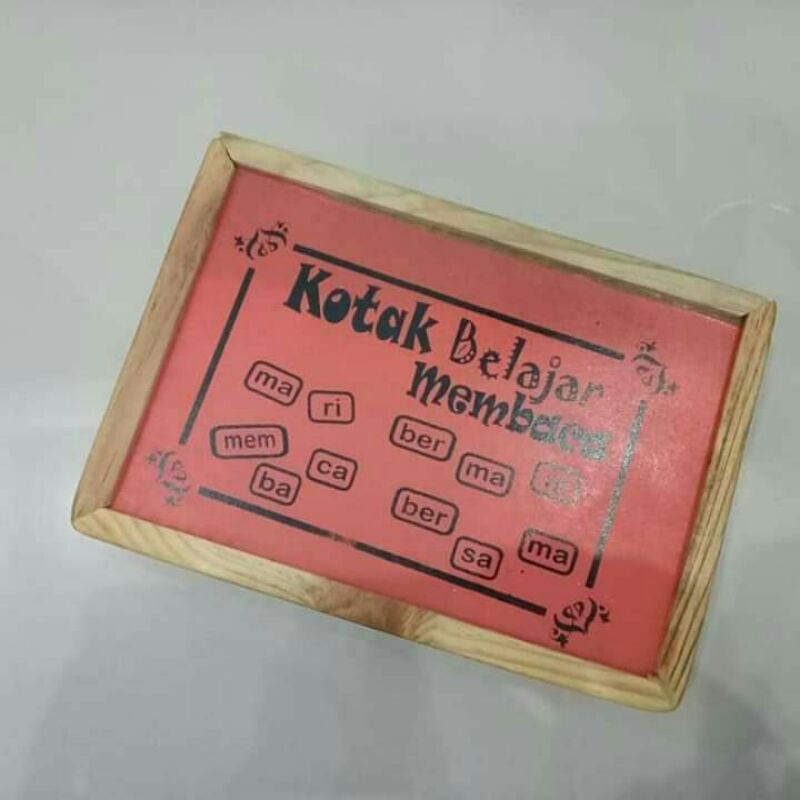 Kotak Belajar
membaca
ma ri
mem ba ca
ber ma
ber sa ma